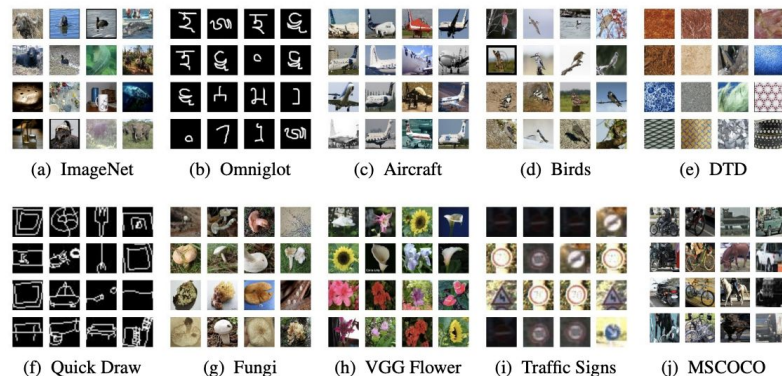 (a) ImageNet
(b) Omniglot
(c) Aircraft
(d) Birds
(e) DTD
(f) Quick Draw
(g) Fungi
(h) VGG Flower
(i) Traffic Signs
(j) MSCOCO